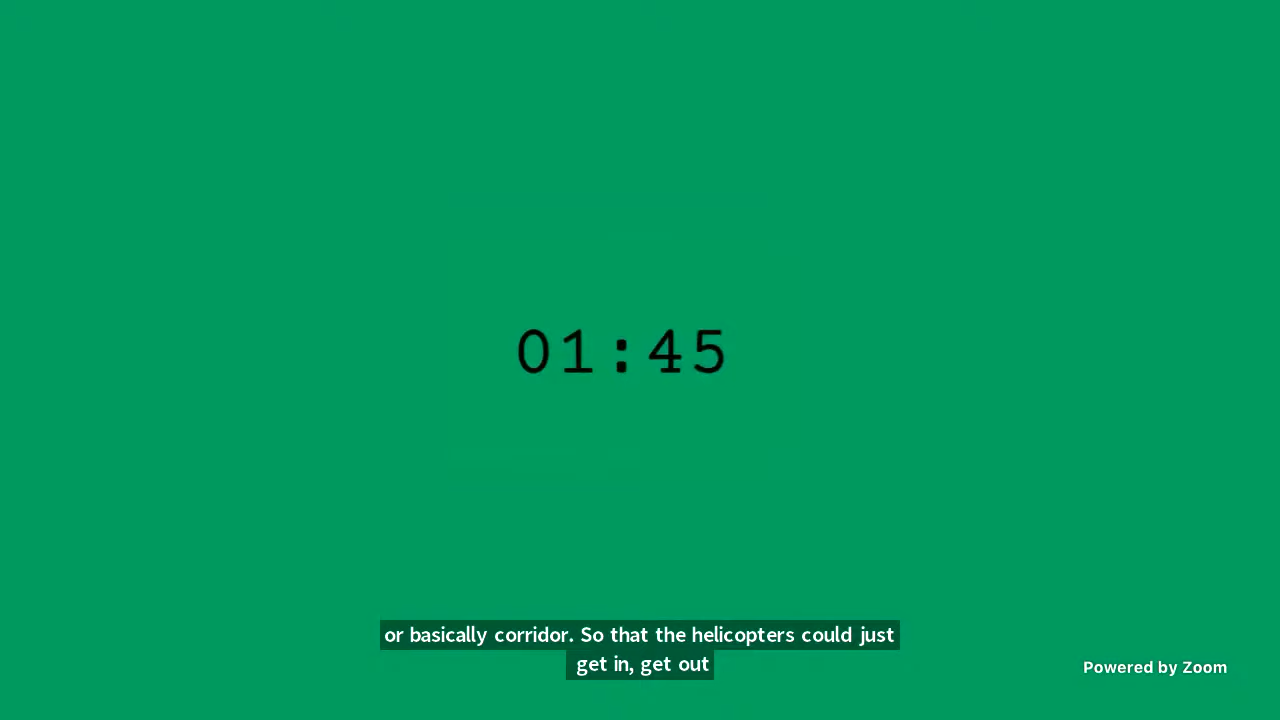 01:45
or basically corridor. So that the helicopters could just
get in, get out
Powered by Zoom